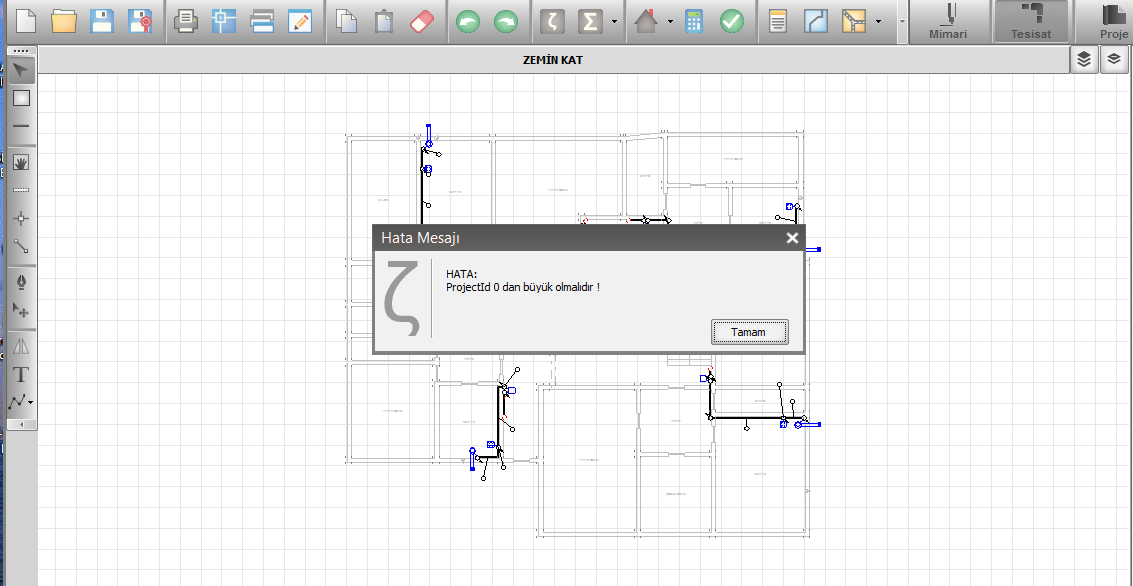 Mimari
Tesisat
Proje
ZEMİN KAT
Hata Mesajı
HATA:
ProjectId 0 dan büyük olmalıdır !
Tamam